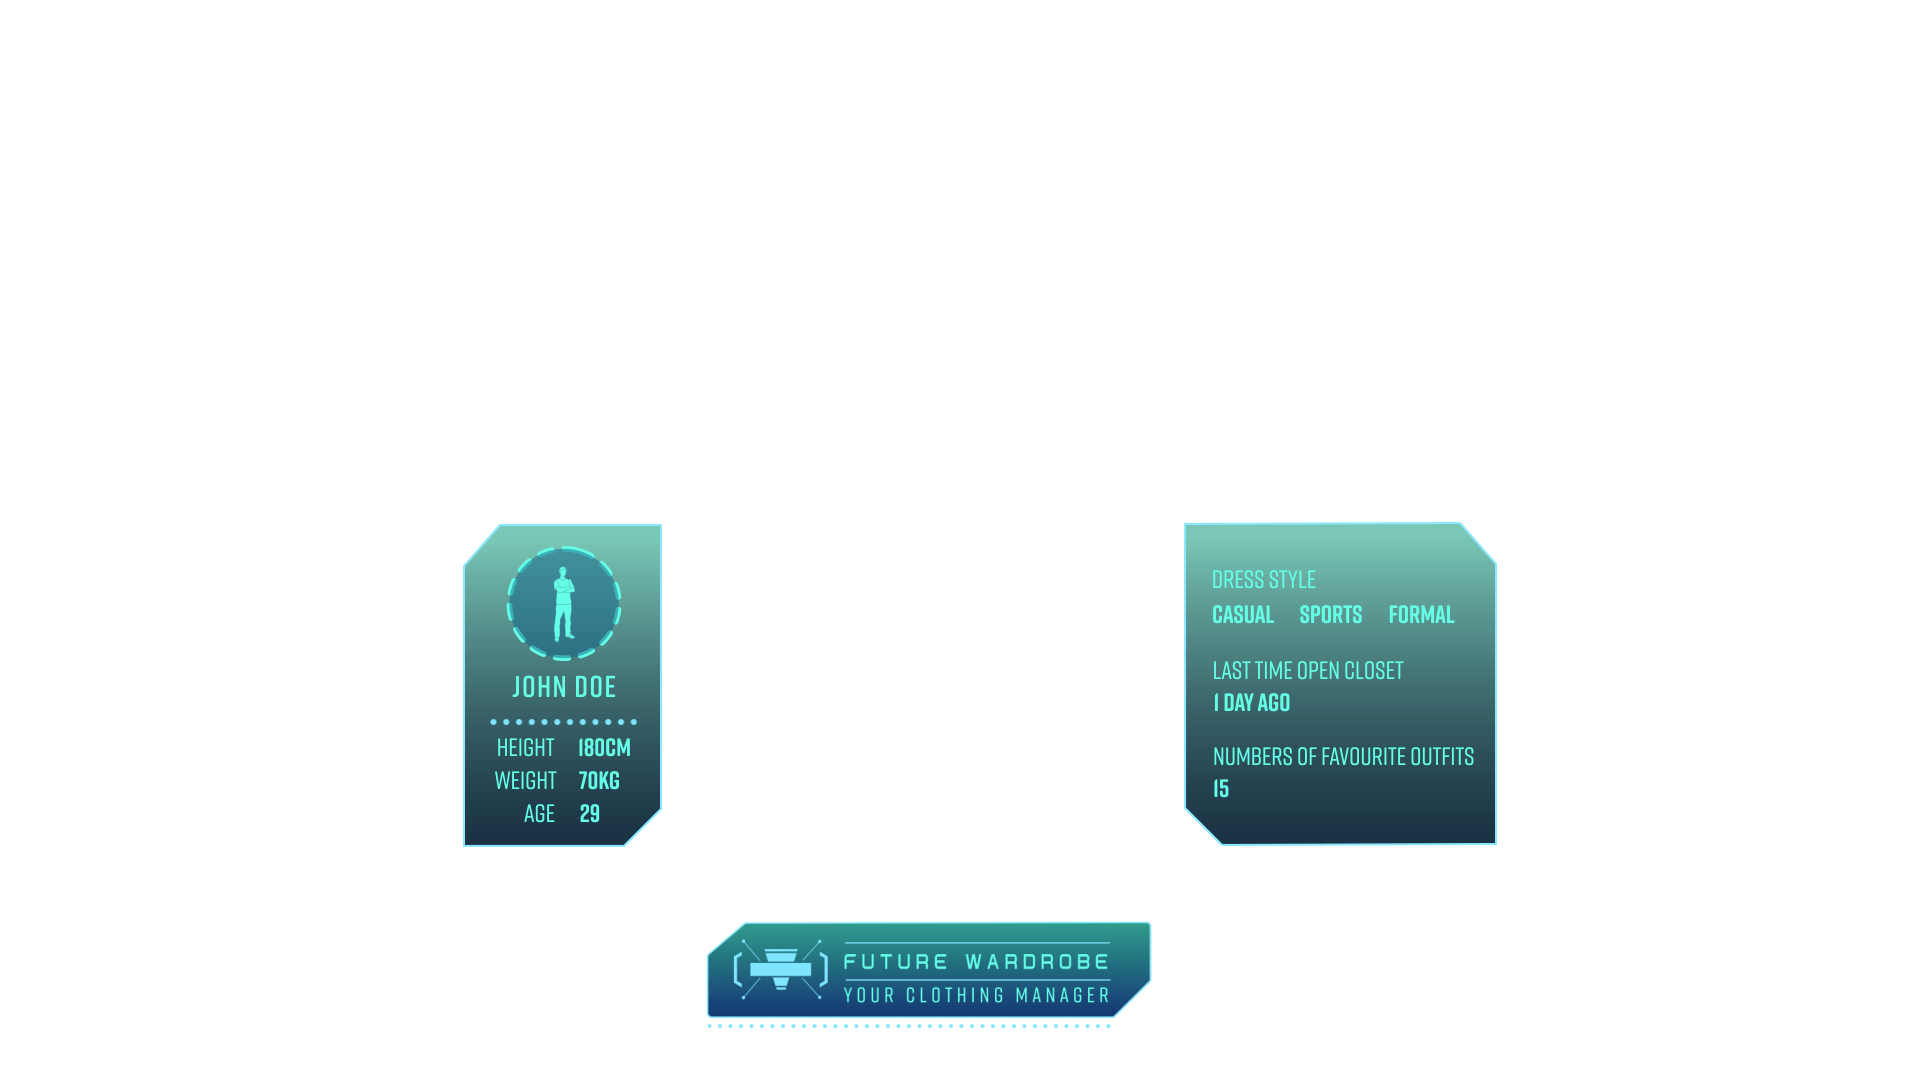 JOHN DOE
HEIGHT 180CM
WEIGHT 70KG
AGE 29
DRESS STYLE
CASUAL SPORTS FORMAL
LAST TIME OPEN CLOSET
1 DAY AGO
NUMBERS OF FAVOURITE OUTFITS
15
FUTURE WARDROBE
YOUR CLOTHING MANAGER